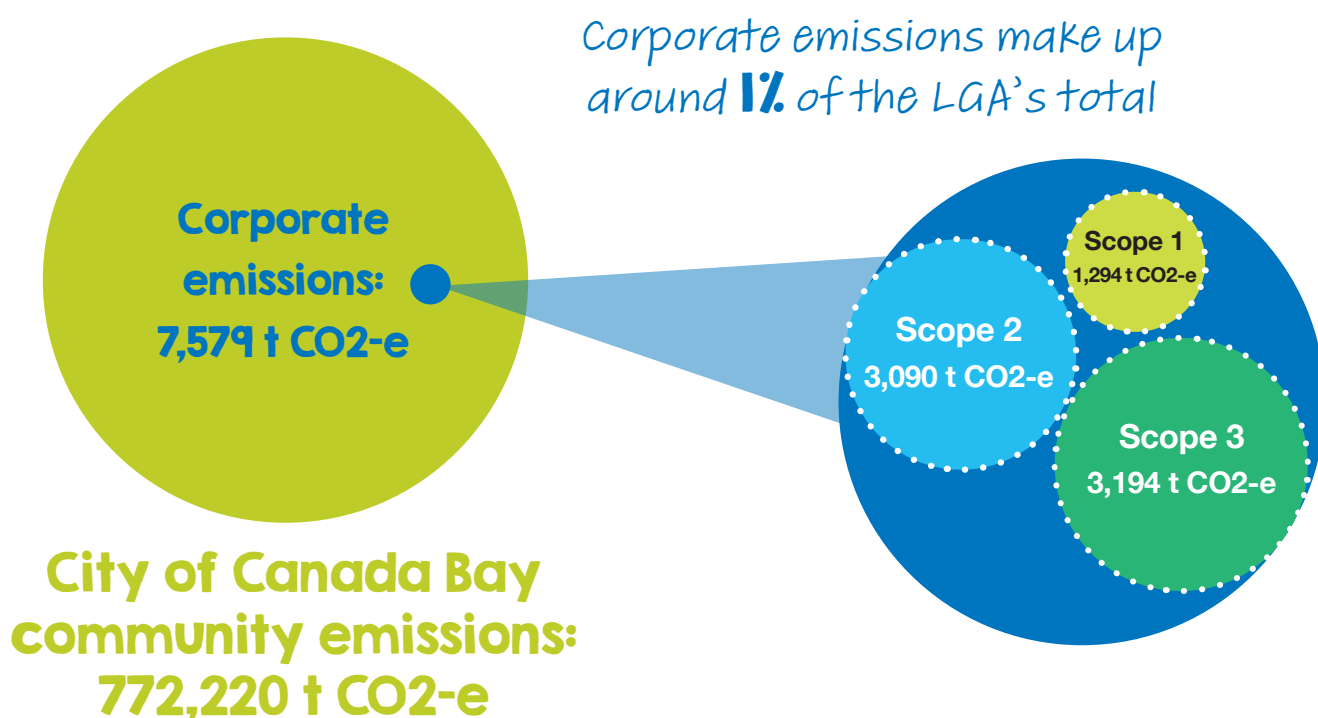 Corporate emissions make up
around 1% of the LGA's total
Corporate
emissions:
7,579 t CO2-e
City of Canada Bay
community emissions:
772,220 t CO2-e
Scope 1
1,294 t CO2-e
Scope 2
3,090 t CO2-e
Scope 3
3,194 t CO2-e